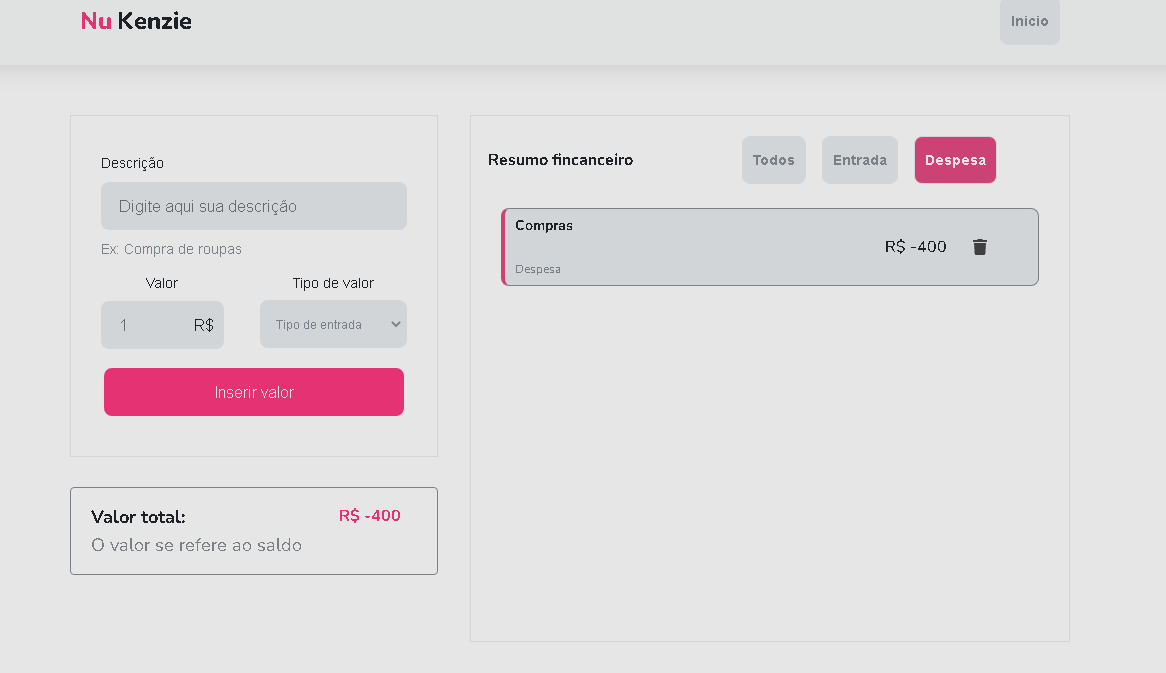 Nu Kenzie
Inicio
Descrição
Digite aqui sua descrição
Ex: Compra de roupas
Valor
Tipo de valor
1
R$
Tipo de entrada
Inserir valor
Valor total:
R$ -400
O valor se refere ao saldo
Resumo fincanceiro
Todos
Entrada
Despesa
Compras
R$ -400
Despesa